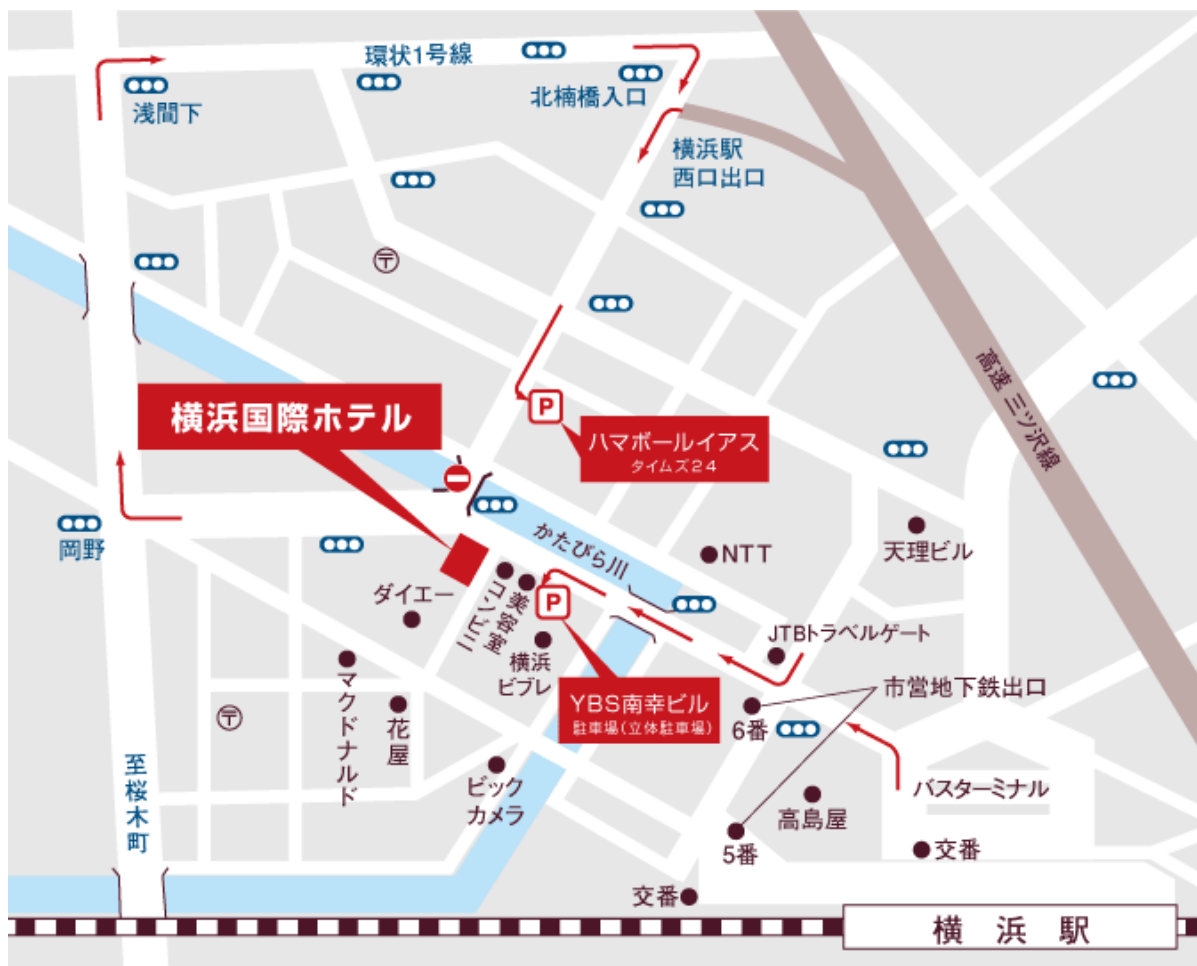 環状1号線
浅間下
北楠橋入口
横浜駅
西口出口
〒
高速 三ツ沢線
横浜国際ホテル
P
ハマボールイアス
タイムズ24
岡野
かたびら川
NTT
天理ビル
ダイエー
コンビニ
美容室
P
横浜
ビブレ
JTBトラベルゲート
YBS南幸ビル
駐車場(立体駐車場)
市営地下鉄出口
6番
マクドナルド
〒
花屋
至桜木町
ビック
カメラ
バスターミナル
高島屋
5番
交番
交番
横浜駅